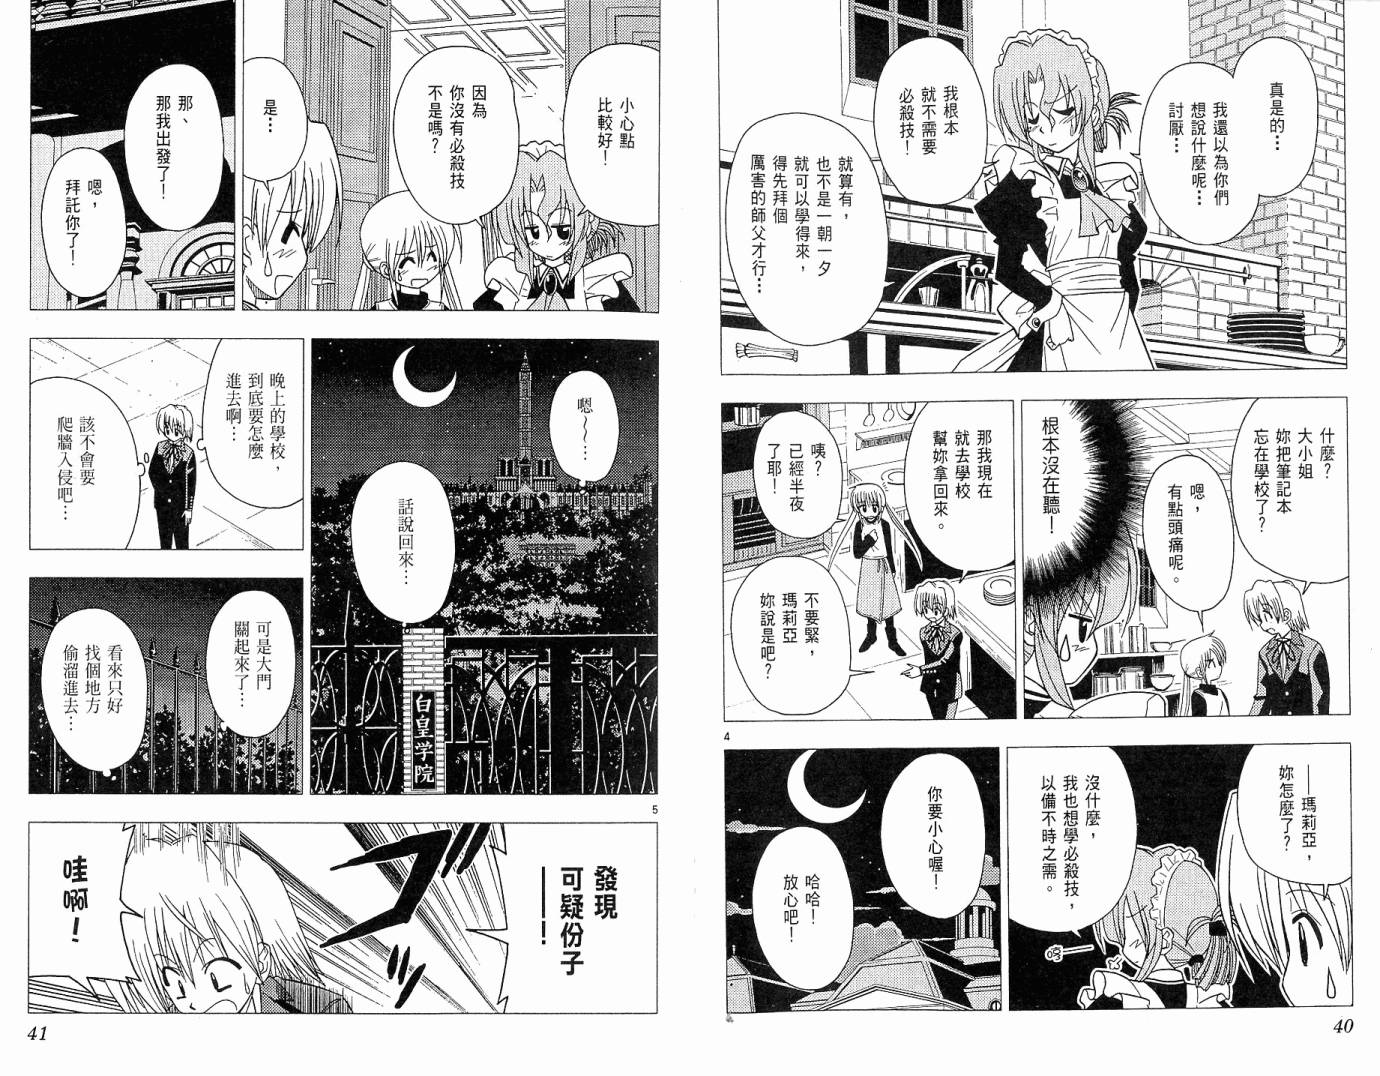 真是的…
我還以為你們
想說什麼呢…
討厭…
我根本
就不需要
必殺技！
就算有，
也不是一朝一夕
就可以學得來，
得先拜個
厲害的師父才行…
什麼？
大小姐
妳把筆記本
忘在學校了？
嗯，
有點頭痛呢。
根本沒在聽！
那我現在
就去學校
幫妳拿回來。
咦？
已經半夜
了耶！
不要緊，
瑪莉亞
妳說是吧？
4
——瑪莉亞，
妳怎麼了？
沒什麼，
我也想學必殺技，
以備不時之需。
哼—
你要小心喔！
哈哈！
放心吧！
40
小心點
比較好！
因為
你沒有必殺技
不是嗎？
是…
那、
那我出發了！
嗯，
拜託你了！
嗯～…
話說回來…
白皇学院
晚上的學校，
到底要怎麼
進去啊…
該不會要
爬牆入侵吧…
可是大門
關起來了…
看來只好
找個地方
偷溜進去…
5
發現
可疑份子
——！
哇啊！
41